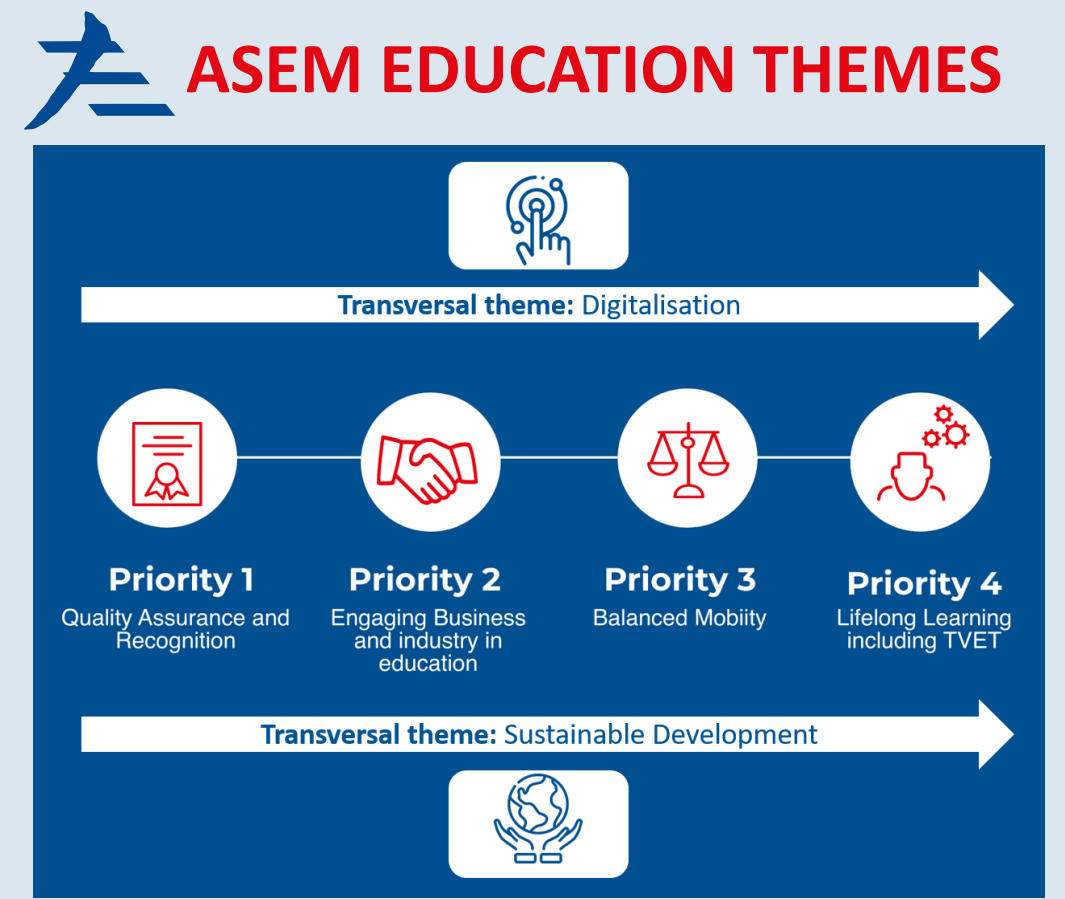 ASEM EDUCATION THEMES
Transversal theme: Digitalisation
Priority 1
Quality Assurance and
Recognition
Priority 2
Engaging Business
and industry in
education
Priority 3
Balanced Mobiity
Priority 4
Lifelong Learning
including TVET
Transversal theme: Sustainable Development